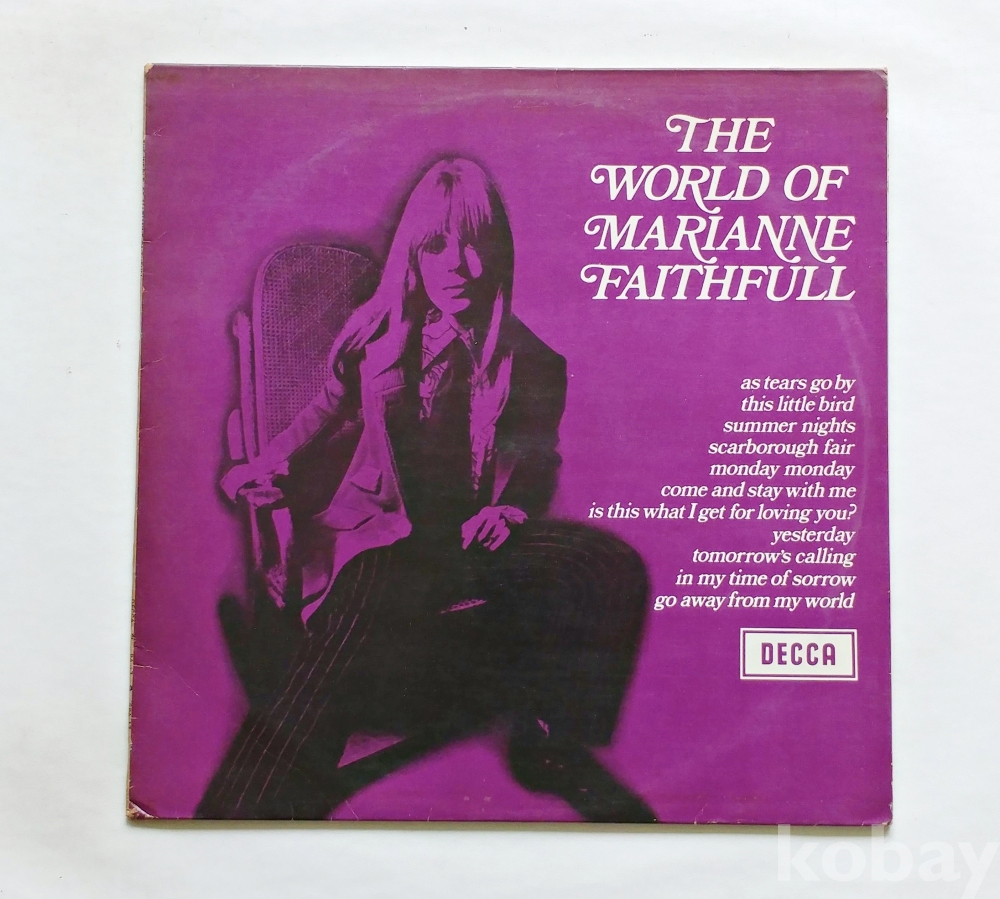 THE
WORLD OF
MARIANNE
FAITHFULL
as tears go by
this little bird
summer nights
scarborough fair
monday monday
come and stay with me
is this what I get for loving you?
yesterday
tomorrow's calling
in my time of sorrow
go away from my world
DECCA
kobay